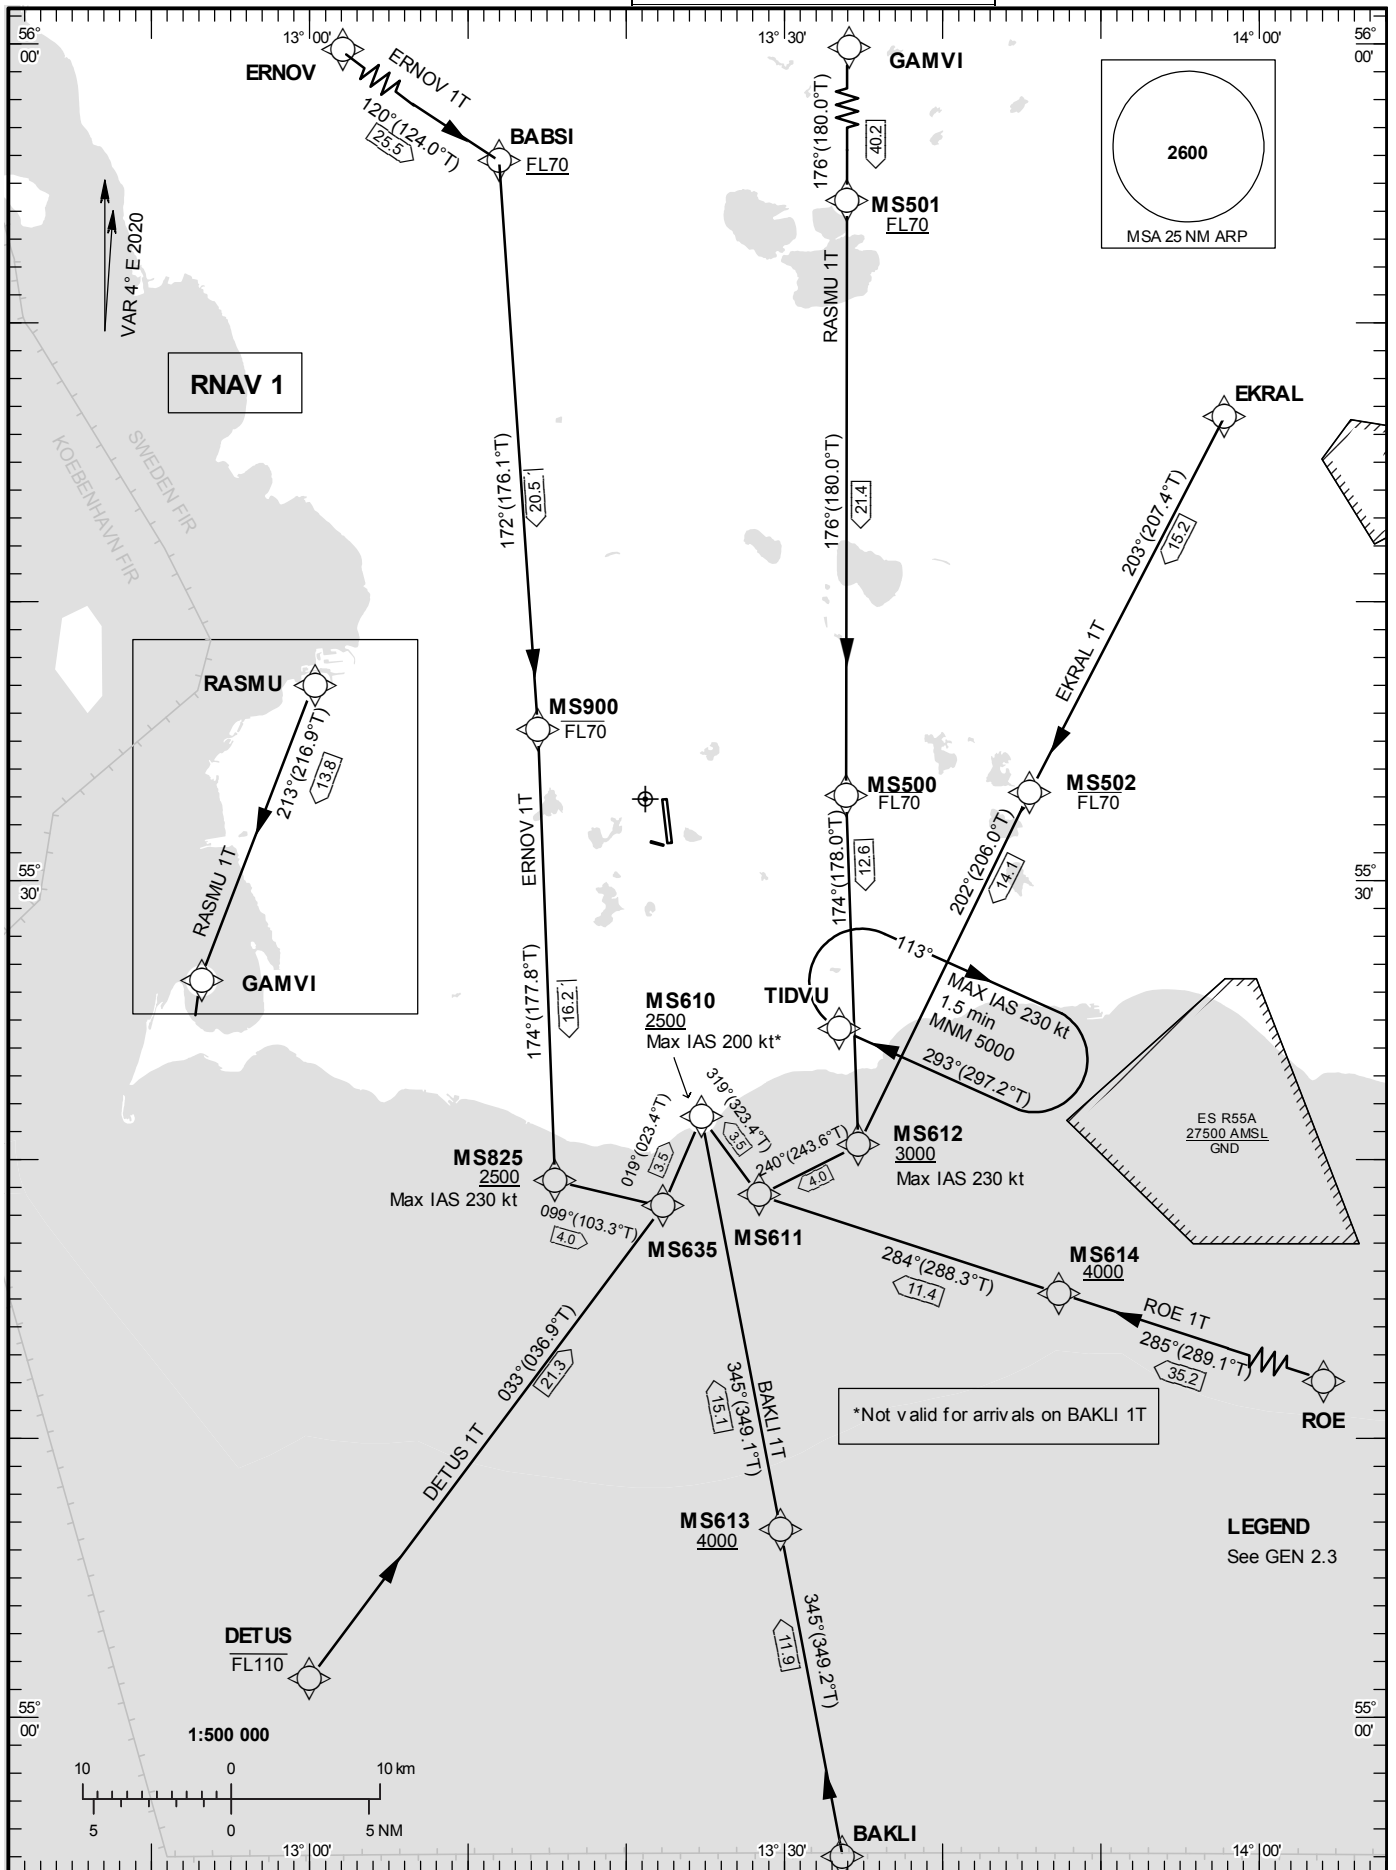 56°
00'
13° 00'
13° 30'
14° 00'
56°
00'
ERNOV
ERNOV 1T
120°(124.0°T)
25.5
BABSI
FL70
GAMVI
176°(180.0°T)
40.2
MS501
FL70
2600
MSA 25 NM ARP
VAR 4° E 2020
RNAV 1
RASMU 1T
EKRAL
KOEBENHAVN FIR
SWEDEN FIR
172°(176.1°T)
20.5
176°(180.0°T)
21.4
203°(207.4°T)
15.2
EKRAL 1T
RASMU
213°(216.9°T)
13.8
RASMU 1T
GAMVI
MS900
FL70
ERNOV 1T
MS500
FL70
MS502
FL70
174°(178.0°T)
12.6
202°(206.0°T)
14.1
55°
30'
55°
30'
174°(177.8°T)
16.2
113°
TIDVU
MAX IAS 230 kt
1.5 min
MNM 5000
293°(297.2°T)
MS610
2500
Max IAS 200 kt*
319°(323.4°T)
3.5
019°(023.4°T)
3.5
240°(243.6°T)
4.0
MS612
3000
Max IAS 230 kt
ES R55A
27500 AMSL
GND
MS825
2500
Max IAS 230 kt
099°(103.3°T)
4.0
MS635
MS611
284°(288.3°T)
11.4
MS614
4000
ROE 1T
285°(289.1°T)
35.2
ROE
033°(036.9°T)
21.3
DETUS 1T
BAKLI 1T
345°(349.1°T)
15.1
*Not valid for arrivals on BAKLI 1T
MS613
4000
LEGEND
See GEN 2.3
345°(349.2°T)
11.9
DETUS
FL110
55°
00'
55°
00'
1:500 000
10 0 10 km
5 0 5 NM
BAKLI
13° 00'
13° 30'
14° 00'